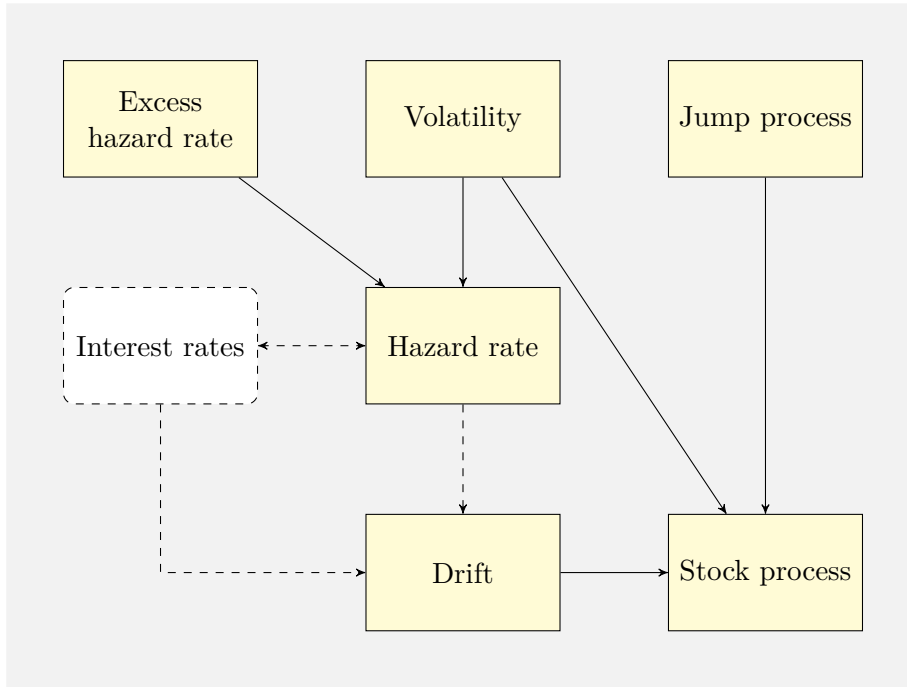 Excess
hazard rate
Volatility
Jump process
Interest rates
Hazard rate
Drift
Stock process